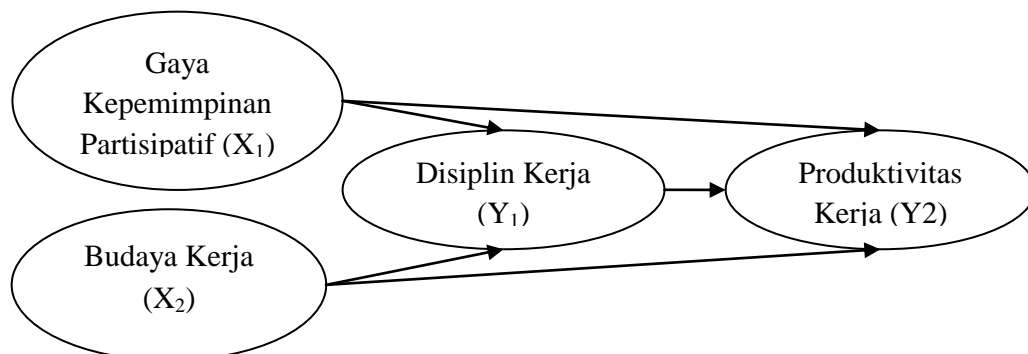 Gaya
Kepemimpinan
Partisipatif (X₁)
Disiplin Kerja
(Y₁)
Produktivitas
Kerja (Y2)
Budaya Kerja
(X₂)